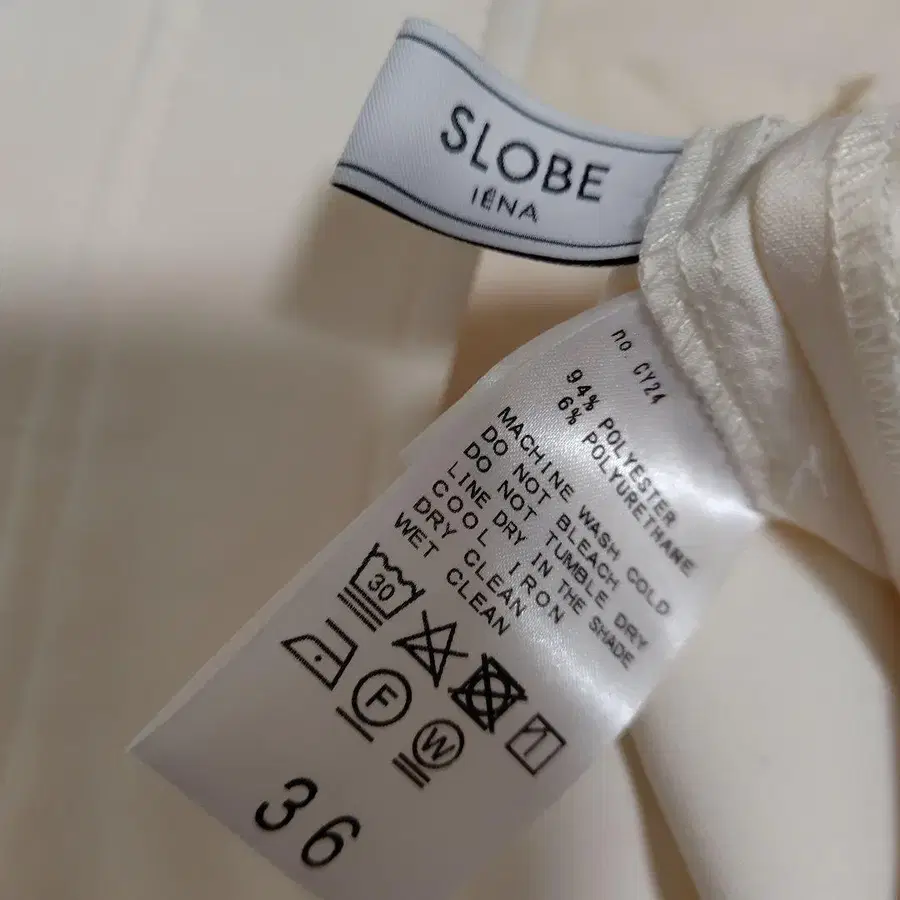 SLOBE
IÉNA
no. CY24
94% POLYESTER
6% POLYURETHANE
MACHINE WASH COLD
DO NOT BLEACH
DO NOT TUMBLE DRY
LINE DRY IN THE SHADE
COOL IRON
DRY CLEAN
WET CLEAN
30
F
W
36